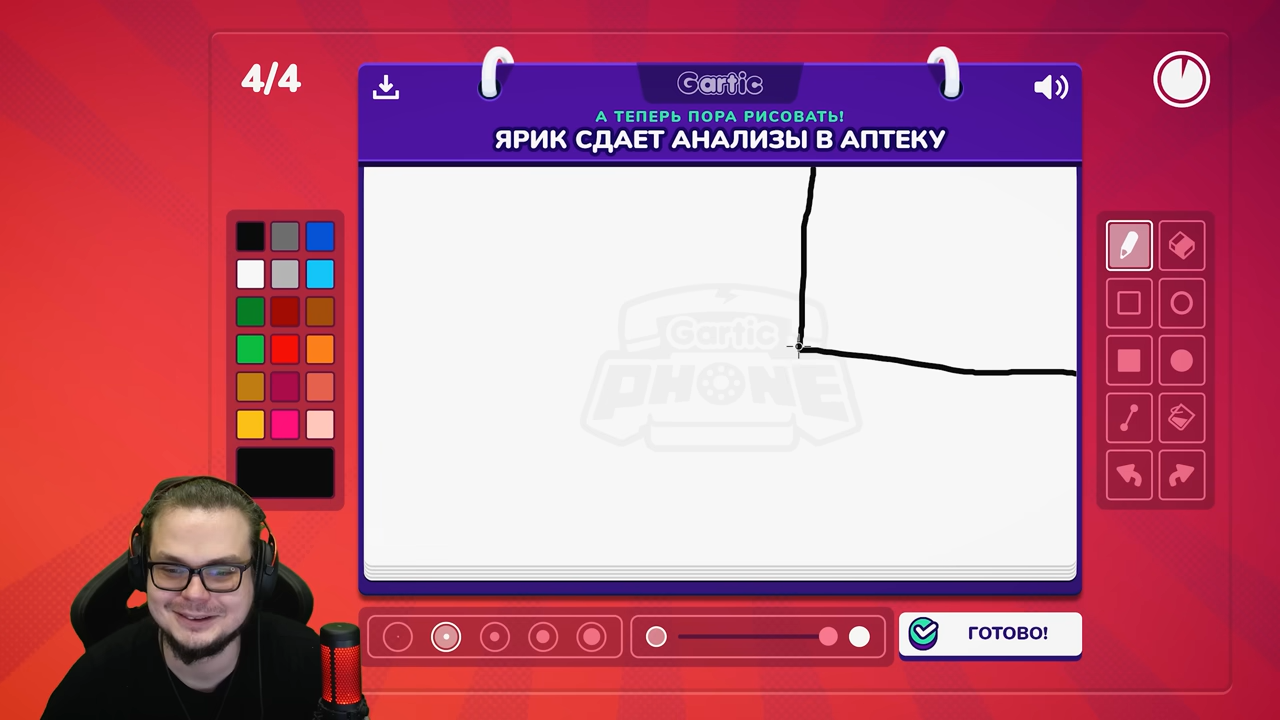 4/4
Gartic
А ТЕПЕРЬ ПОРА РИСОВАТЬ!
ЯРИК СДАЕТ АНАЛИЗЫ В АПТЕКУ
Gartic
PHONE
ГОТОВО!